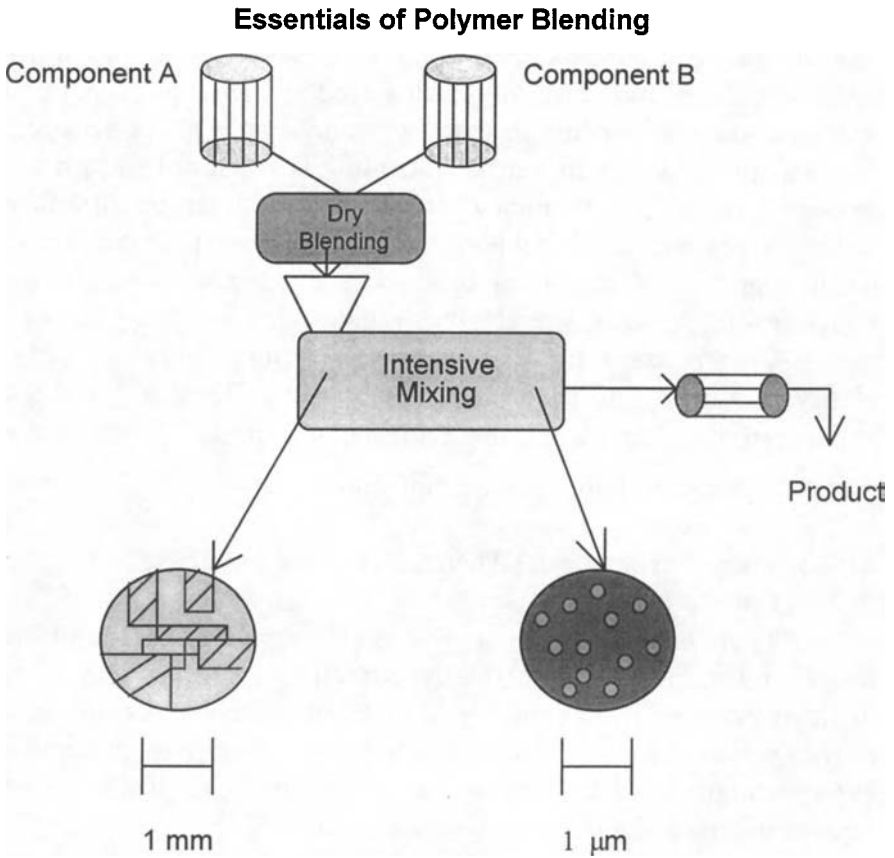 Essentials of Polymer Blending
Component A
Component B
Dry
Blending
Intensive
Mixing
Product
1 mm
1 μm